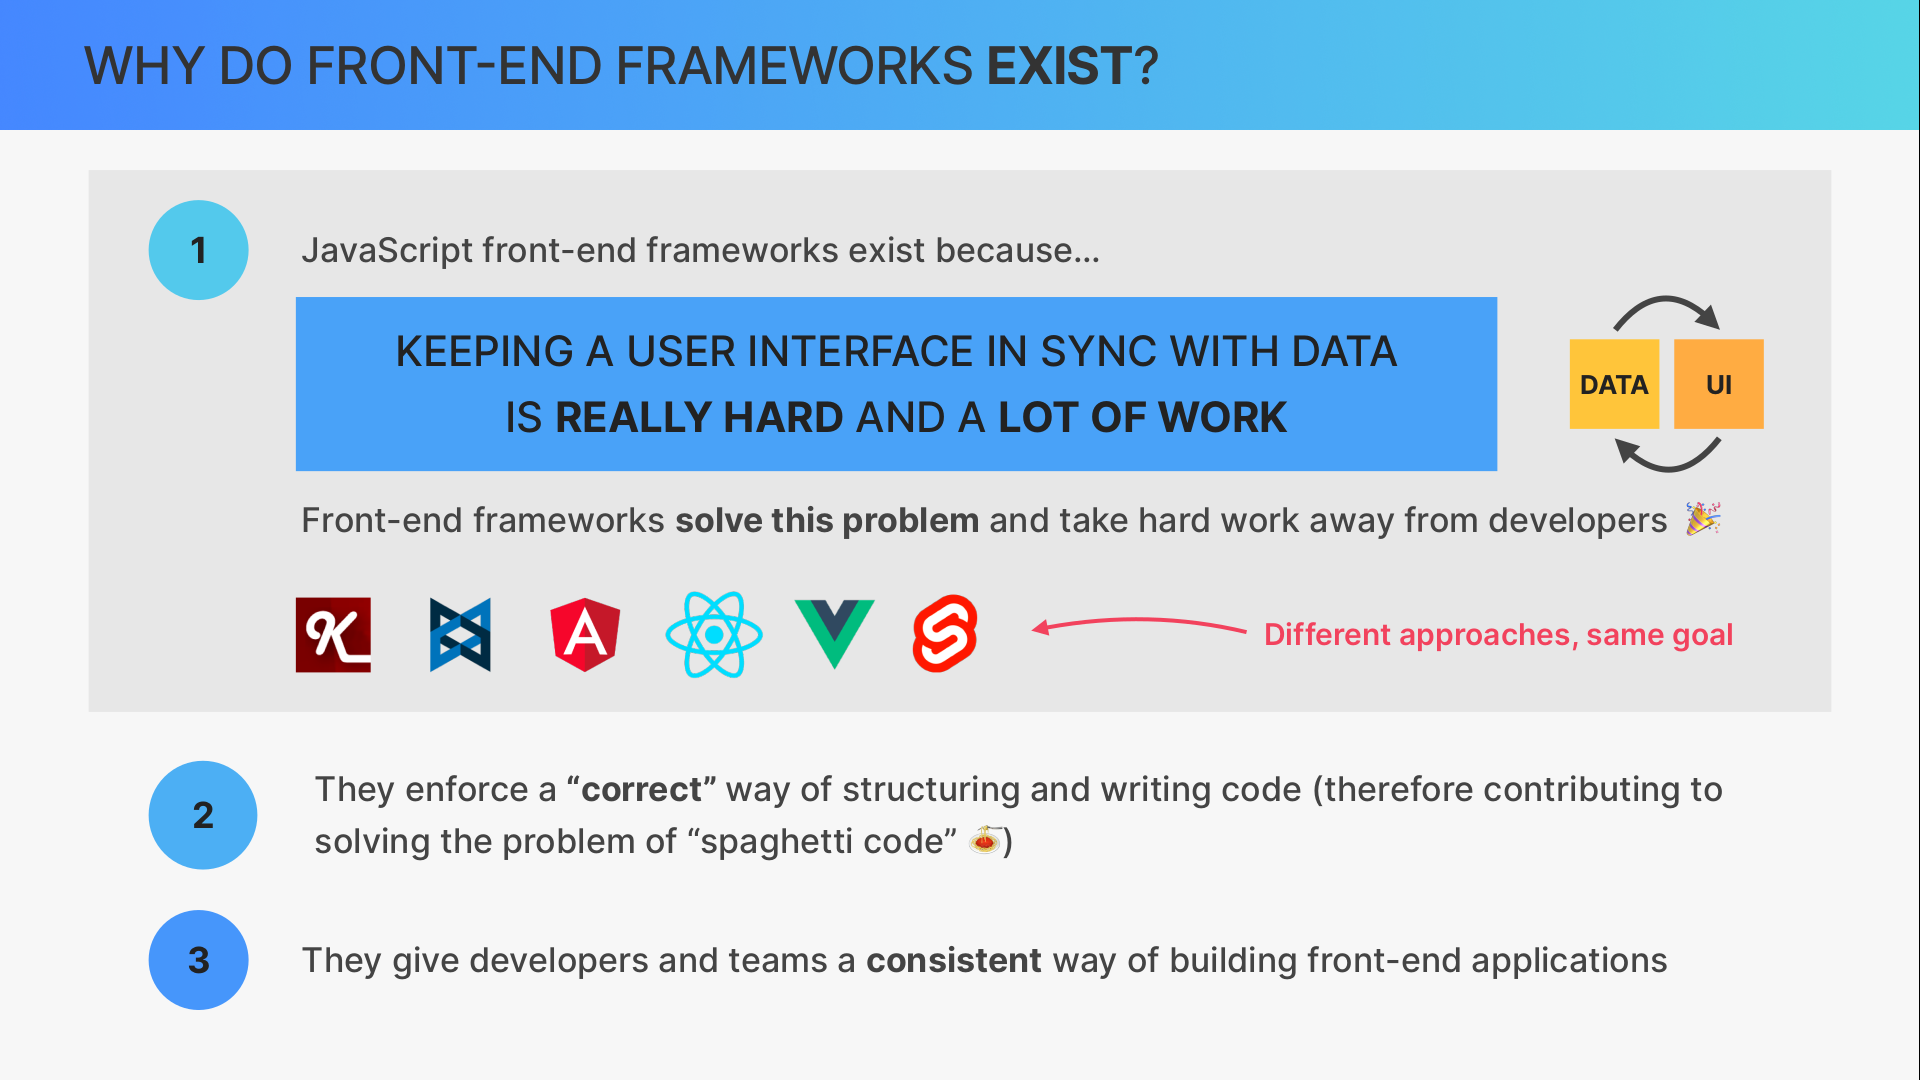 WHY DO FRONT-END FRAMEWORKS EXIST?
1
JavaScript front-end frameworks exist because...
KEEPING A USER INTERFACE IN SYNC WITH DATA
IS REALLY HARD AND A LOT OF WORK
DATA
UI
Front-end frameworks solve this problem and take hard work away from developers 🎉
K
A
Different approaches, same goal
2
They enforce a “correct” way of structuring and writing code (therefore contributing to
solving the problem of “spaghetti code” 🍝)
3
They give developers and teams a consistent way of building front-end applications